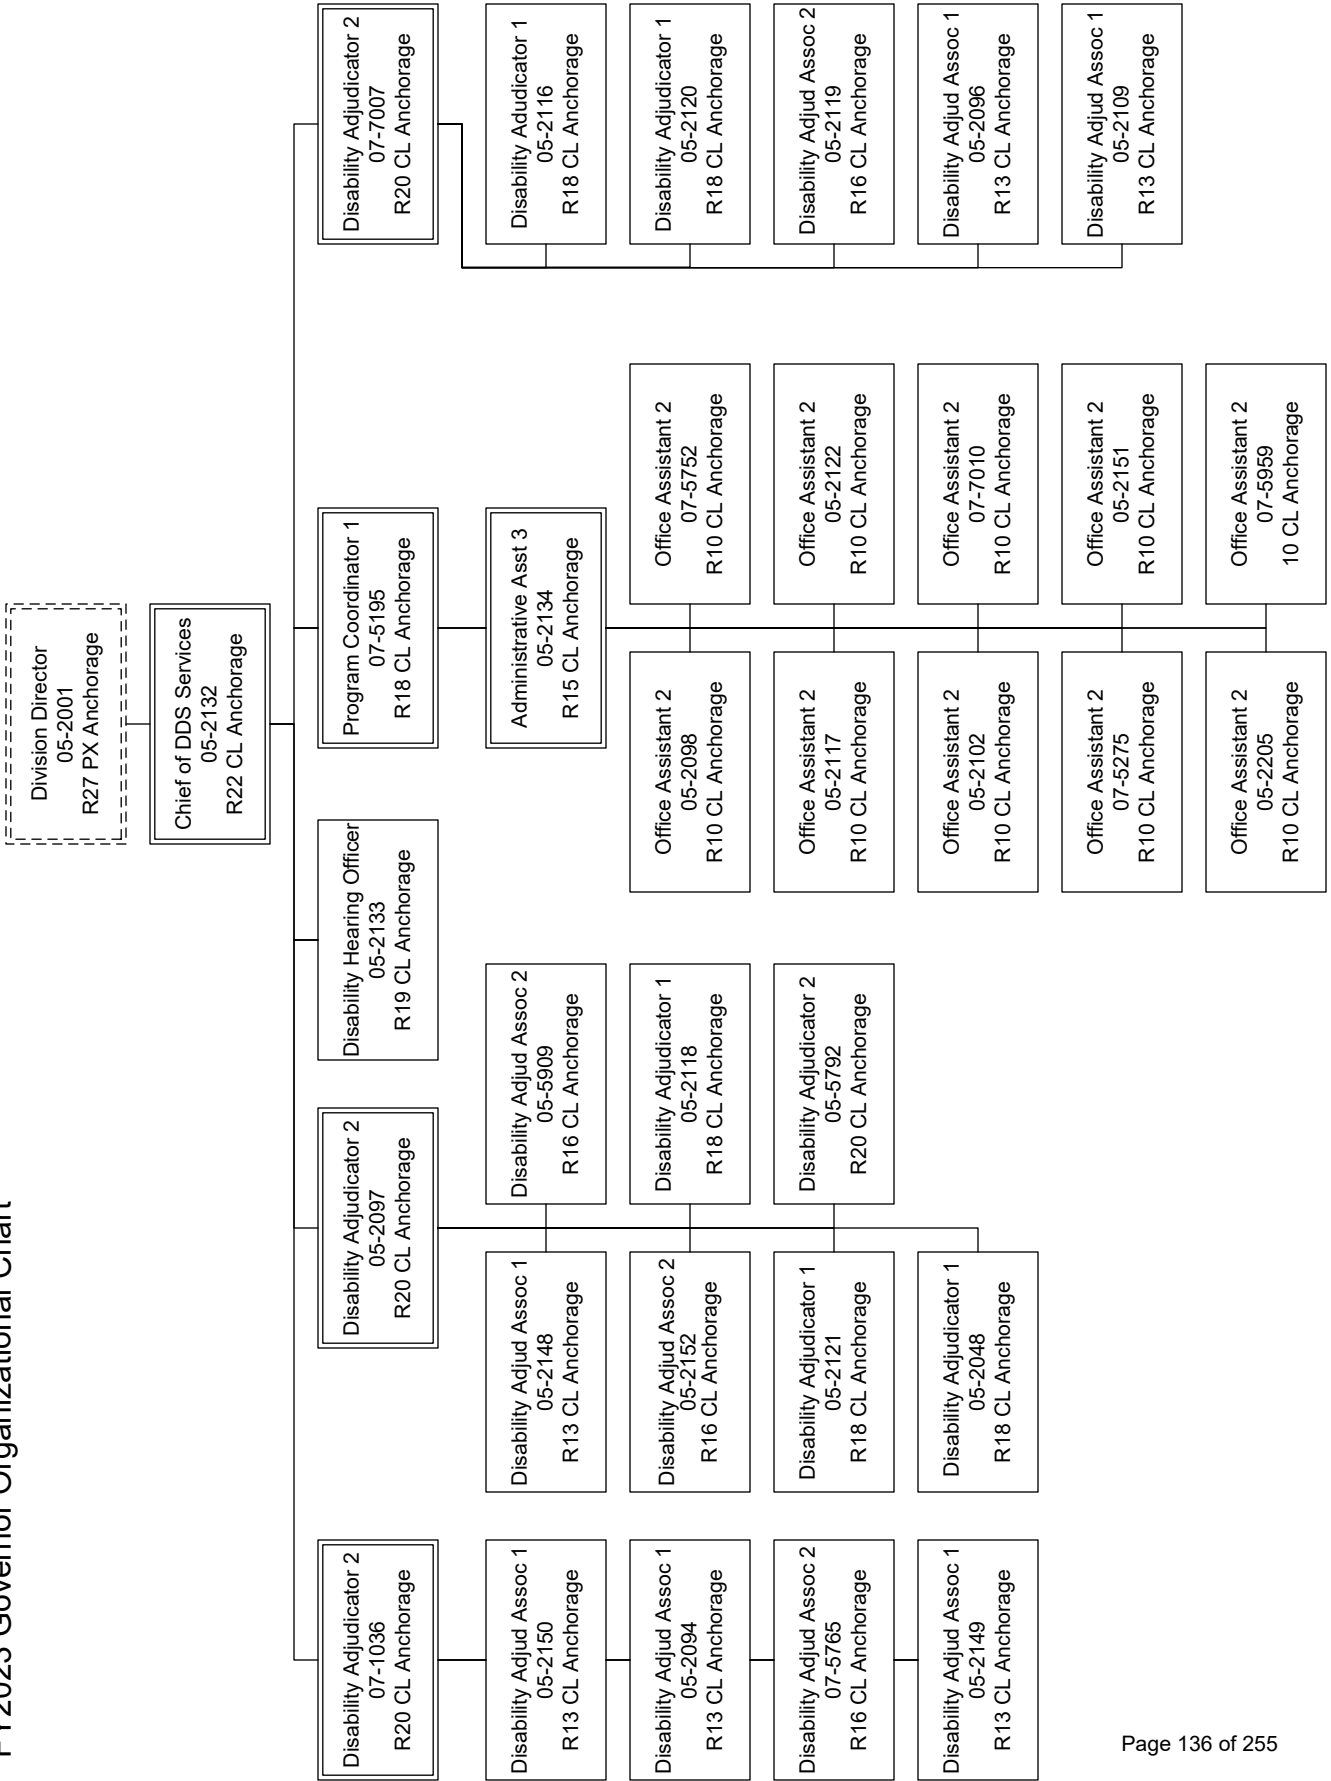 FY2023 Governor Organizational Chart
Division Director
05-2001
R27 PX Anchorage
Chief of DDS Services
05-2132
R22 CL Anchorage
Disability Adjudicator 2
07-1036
R20 CL Anchorage
Disability Adjudicator 2
05-2097
R20 CL Anchorage
Disability Hearing Officer
05-2133
R19 CL Anchorage
Program Coordinator 1
07-5195
R18 CL Anchorage
Disability Adjudicator 2
07-7007
R20 CL Anchorage
Disability Adjud Assoc 1
05-2150
R13 CL Anchorage
Disability Adjud Assoc 1
05-2148
R13 CL Anchorage
Disability Adjud Assoc 2
05-5909
R16 CL Anchorage
Administrative Asst 3
05-2134
R15 CL Anchorage
Disability Adudicator 1
05-2116
R18 CL Anchorage
Disability Adjud Assoc 1
05-2094
R13 CL Anchorage
Disability Adjud Assoc 2
05-2152
R16 CL Anchorage
Disability Adjudicator 1
05-2118
R18 CL Anchorage
Office Assistant 2
05-2098
R10 CL Anchorage
Office Assistant 2
07-5752
R10 CL Anchorage
Disability Adjudicator 1
05-2120
R18 CL Anchorage
Disability Adjud Assoc 2
07-5765
R16 CL Anchorage
Disability Adjudicator 1
05-2121
R18 CL Anchorage
Disability Adjudicator 2
05-5792
R20 CL Anchorage
Office Assistant 2
05-2117
R10 CL Anchorage
Office Assistant 2
05-2122
R10 CL Anchorage
Disability Adjud Assoc 2
05-2119
R16 CL Anchorage
Disability Adjud Assoc 1
05-2149
R13 CL Anchorage
Disability Adjudicator 1
05-2048
R18 CL Anchorage
Office Assistant 2
05-2102
R10 CL Anchorage
Office Assistant 2
07-7010
R10 CL Anchorage
Disability Adjud Assoc 1
05-2096
R13 CL Anchorage
Office Assistant 2
07-5275
R10 CL Anchorage
Office Assistant 2
05-2151
R10 CL Anchorage
Disability Adjud Assoc 1
05-2109
R13 CL Anchorage
Office Assistant 2
05-2205
R10 CL Anchorage
Office Assistant 2
07-5959
10 CL Anchorage
Page 136 of 255